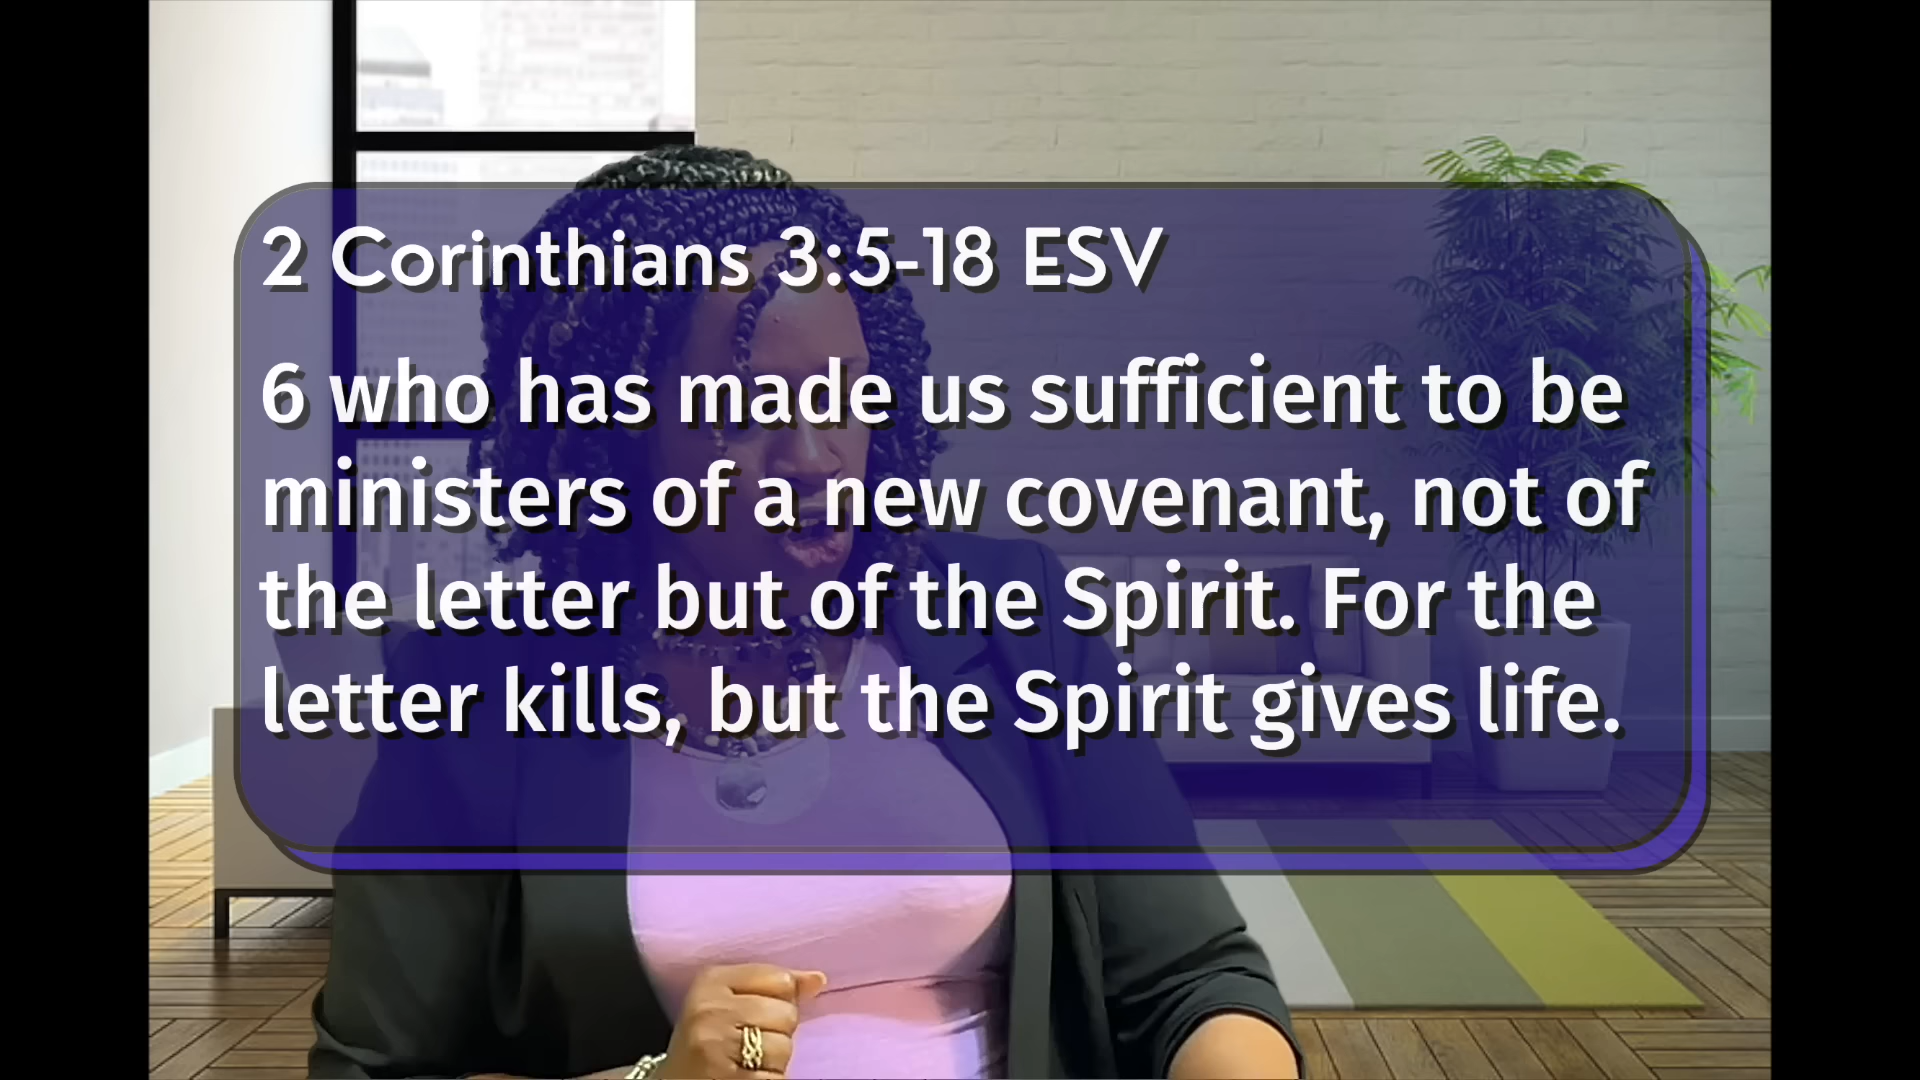 2 Corinthians 3:5-18 ESV
6 who has made us sufficient to be
ministers of a new covenant, not of
the letter but of the Spirit. For the
letter kills, but the Spirit gives life.